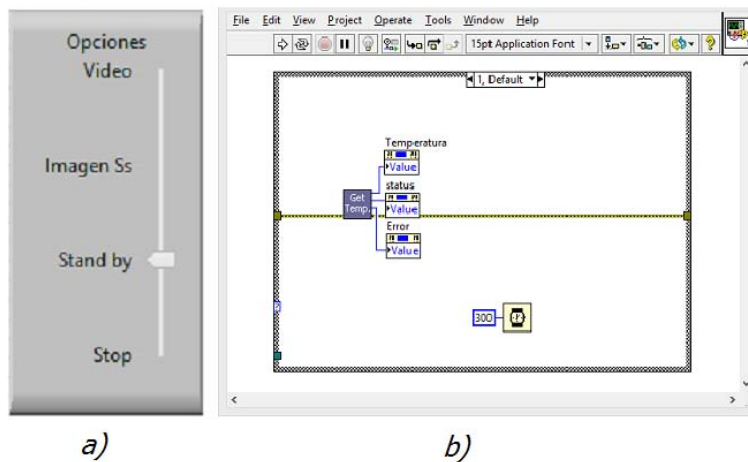 Opciones
Video
Imagen Ss
Stand by
Stop
File Edit View Project Operate Tools Window Help
15pt Application Font
1, Default
Temperatura
Value
Get
Temp.
status
Value
Error
Value
300
a)
b)